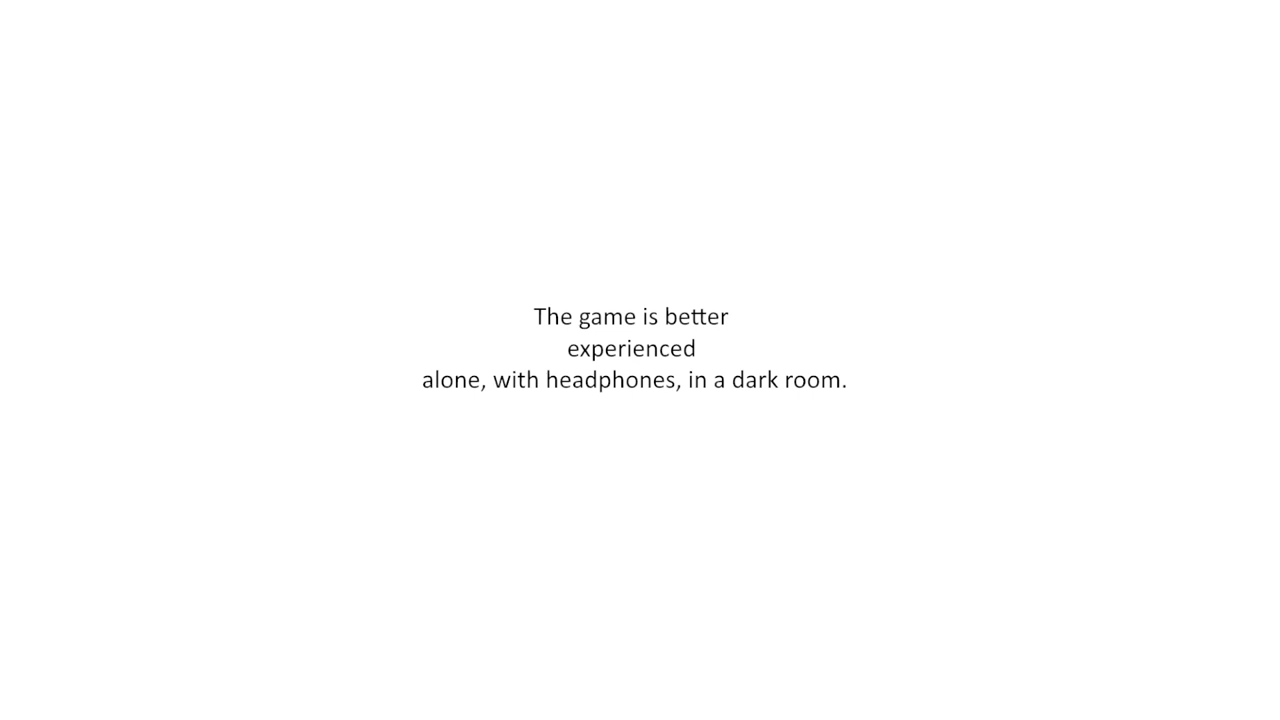 The game is better
experienced
alone, with headphones, in a dark room.